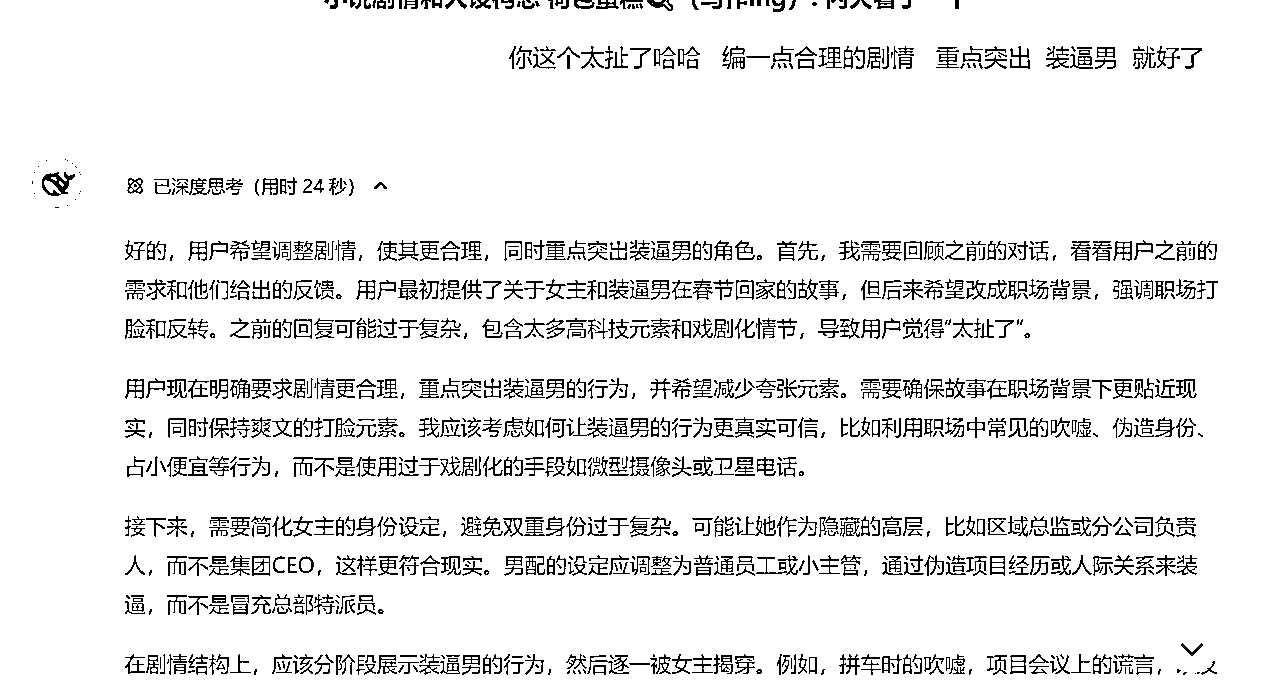 你这个太扯了哈哈 编一点合理的剧情 重点突出 装逼男 就好了
已深度思考（用时 24 秒）
好的，用户希望调整剧情，使其更合理，同时重点突出装逼男的角色。首先，我需要回顾之前的对话，看看用户之前的
需求和他们给出的反馈。用户最初提供了关于女主和装逼男在春节回家的故事，但后来希望改成职场背景，强调职场打
脸和反转。之前的回复可能过于复杂，包含太多高科技元素和戏剧化情节，导致用户觉得“太扯了”。
用户现在明确要求剧情更合理，重点突出装逼男的行为，并希望减少夸张元素。需要确保故事在职场背景下更贴近现
实，同时保持爽文的打脸元素。我应该考虑如何让装逼男的行为更真实可信，比如利用职场中常见的吹嘘、伪造身份、
占小便宜等行为，而不是使用过于戏剧化的手段如微型摄像头或卫星电话。
接下来，需要简化女主的身份设定，避免双重身份过于复杂。可能让她作为隐藏的高层，比如区域总监或分公司负责
人，而不是集团CEO，这样更符合现实。男配的设定应调整为普通员工或小主管，通过伪造项目经历或人际关系来装
逼，而不是冒充总部特派员。
在剧情结构上，应该分阶段展示装逼男的行为，然后逐一被女主揭穿。例如，拼车时的吹嘘，项目会议上的谎言，